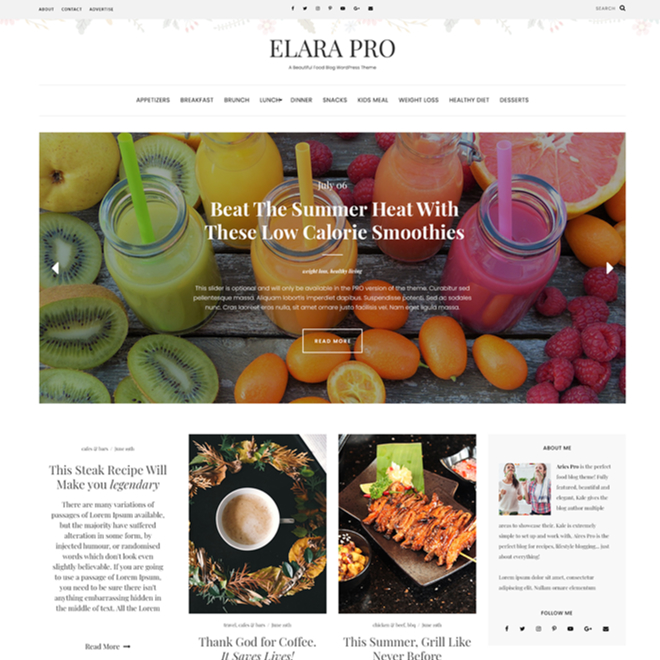 ABOUT CONTACT ADVERTISE
SEARCH
ELARA PRO
A Beautiful Food Blog WordPress Theme
APPETIZERS BREAKFAST BRUNCH LUNCH DINNER SNACKS KIDS MEAL WEIGHT LOSS HEALTHY DIET DESSERTS
July 06
Beat The Summer Heat With
These Low Calorie Smoothies
weight loss, healthy living
This slider is optional and will only be available in the PRO version of the theme. Curabitur sed
pellentesque massa. Aliquam lobortis imperdiet dapibus. Suspendisse potenti. Sed ac sodales
nunc. Cras laoreet eros nulla, sit amet ornare justo facilisis vel. Nam eget ligula massa.
READ MORE
cakes & bars / June 10th
This Steak Recipe Will
Make you legendary
There are many variations of
passages of Lorem Ipsum available,
but the majority have suffered
alteration in some form, by
injected humour, or randomised
words which don't look even
slightly believable. If you are going
to use a passage of Lorem Ipsum,
you need to be sure there isn't
anything embarrassing hidden in
the middle of text. All the Lorem
Read More
travel, cakes & bars / June 10th
Thank God for Coffee.
It Saves Lives!
chicken & beef, bbq / June 10th
This Summer, Grill Like
Never Before
ABOUT ME
Aries Pro is the perfect
food blog theme! Fully
featured, beautiful and
elegant, Kale gives the
blog author multiple
areas to showcase their. Kale is extremely
simple to set up and work with. Aries Pro is the
perfect blog for recipes, lifestyle blogging... just
about everything!
Lorem ipsum dolor sit amet, consectetur
adipiscing elit. Nullam ornare elementum
FOLLOW ME